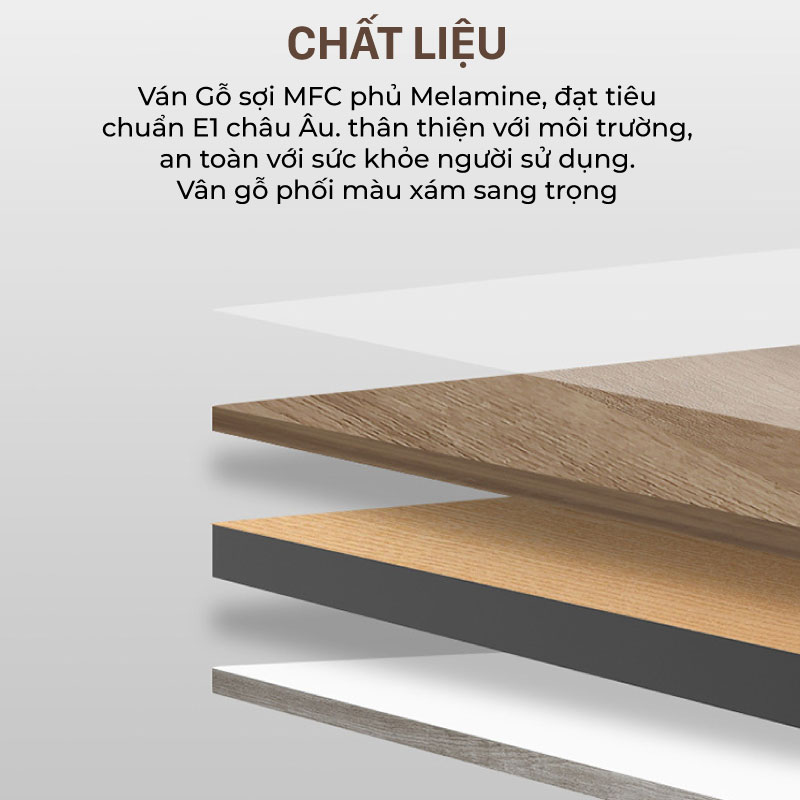 CHẤT LIỆU
Ván Gỗ sợi MFC phủ Melamine, đạt tiêu
chuẩn E1 châu Âu. thân thiện với môi trường,
an toàn với sức khỏe người sử dụng.
Vân gỗ phối màu xám sang trọng